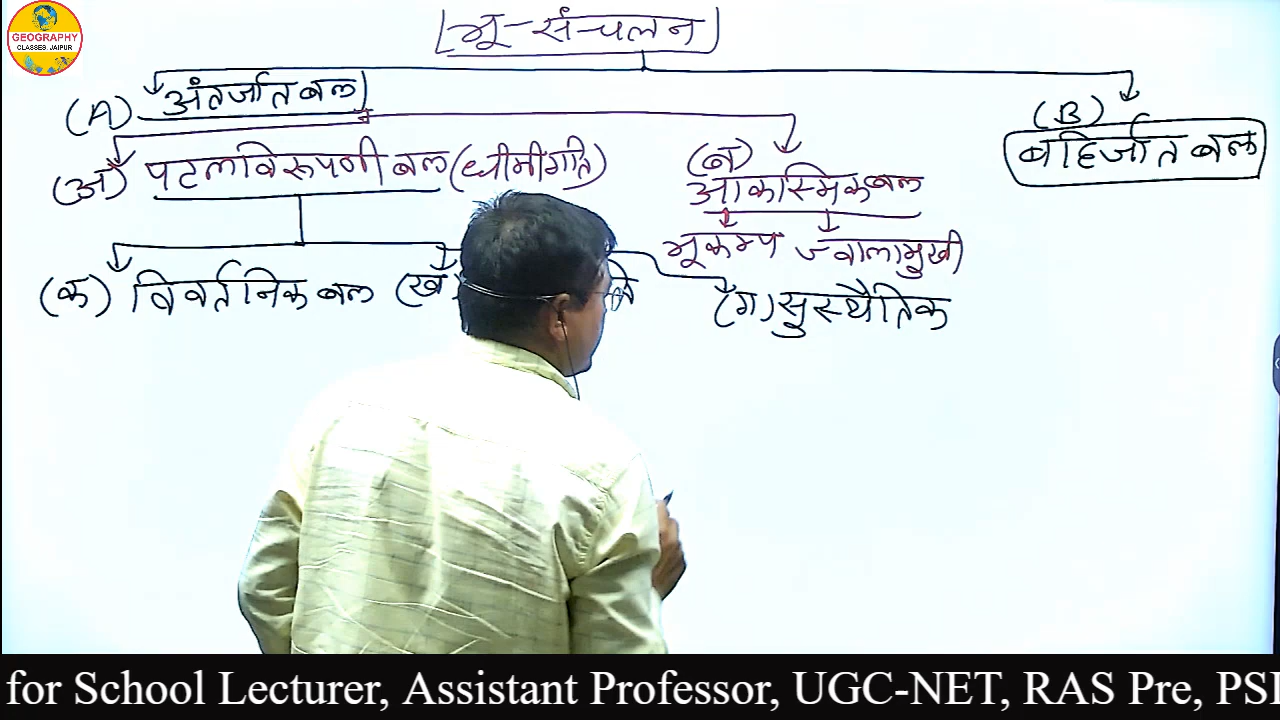 GEOGRAPHY
CLASSES, JAIPUR
भू-संचलन
(A) अंतर्जात बल
(B)
बहिर्जात बल
(अ) पटलविरूपणी बल (धीमीगति)
(ब)
आकास्मिक बल
भूकम्प ज्वालामुखी
(क) विवर्तनिक बल (ख)
(ग) सुस्थैतिक
for School Lecturer, Assistant Professor, UGC-NET, RAS Pre, PSI